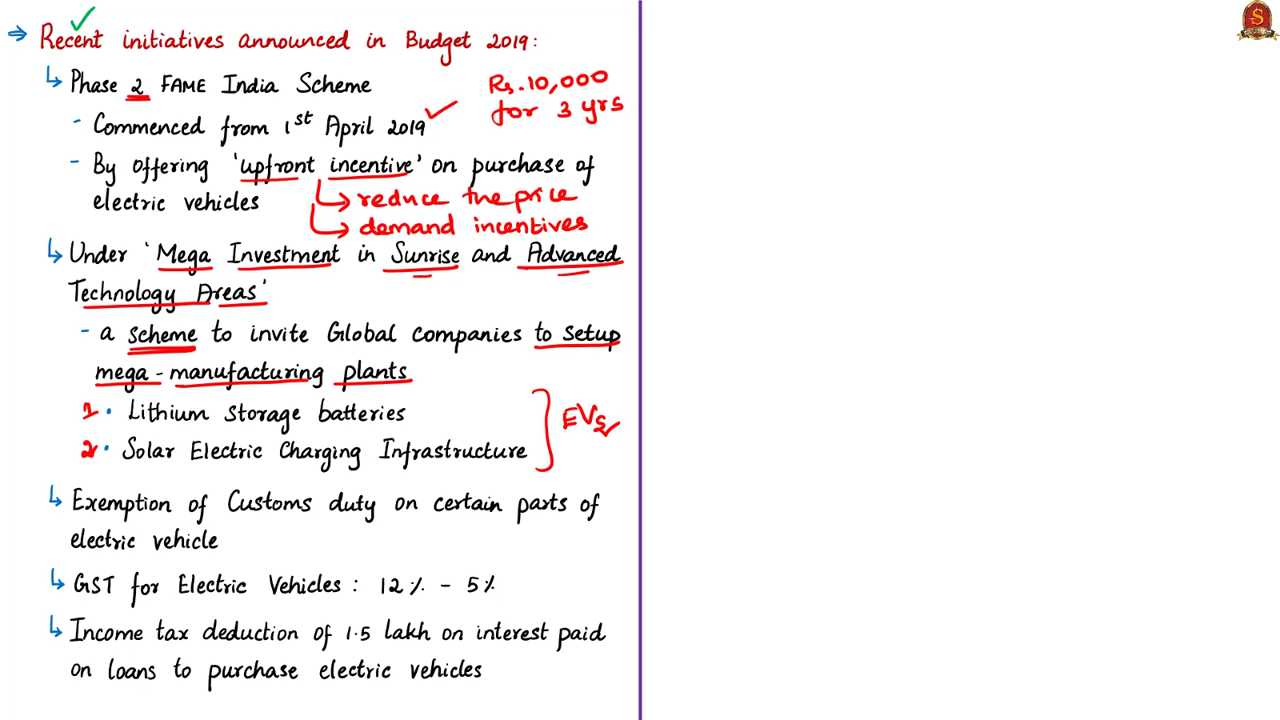 ⇒ Recent initiatives announced in Budget 2019:
↳ Phase 2 FAME India Scheme
Rs. 10,000
for 3 yrs
- Commenced from 1st April 2019
- By offering 'upfront incentive' on purchase of
electric vehicles
→ reduce the price
→ demand incentives
↳ Under 'Mega Investment in Sunrise and Advanced
Technology Areas'
- a scheme to invite Global companies to setup
mega-manufacturing plants
1. Lithium storage batteries
2. Solar Electric Charging Infrastructure
EVs
↳ Exemption of Customs duty on certain parts of
electric vehicle
↳ GST for Electric Vehicles : 12% - 5%
↳ Income tax deduction of 1.5 lakh on interest paid
on loans to purchase electric vehicles